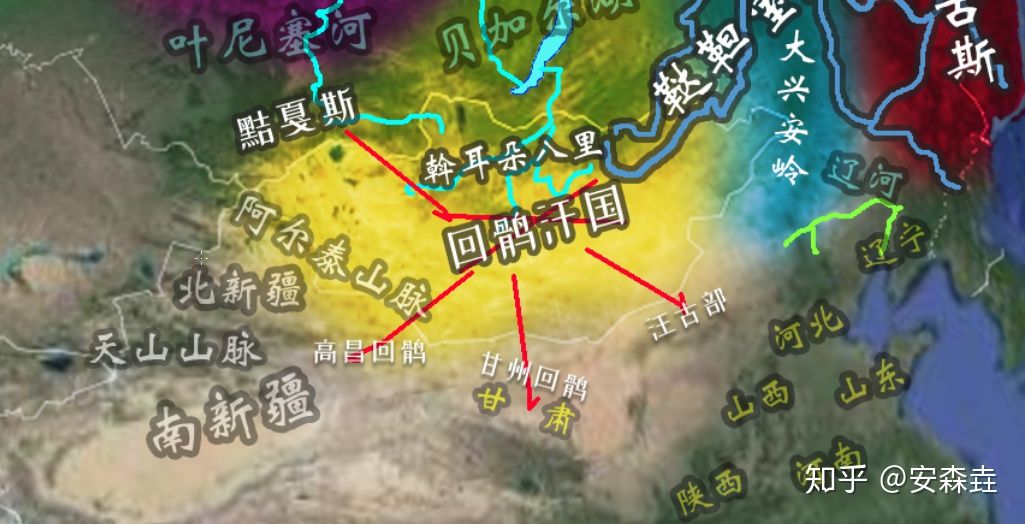 叶尼塞河
贝加尔湖
鞑靼
室
大兴安岭
古斯
黠戛斯
斡耳朵八里
回鹘汗国
辽河
辽宁
阿尔泰山脉
北新疆
天山山脉
高昌回鹘
甘州回鹘
汪古部
河北
甘肃
山西
山东
南新疆
陕西
河南
知乎 @安森垚